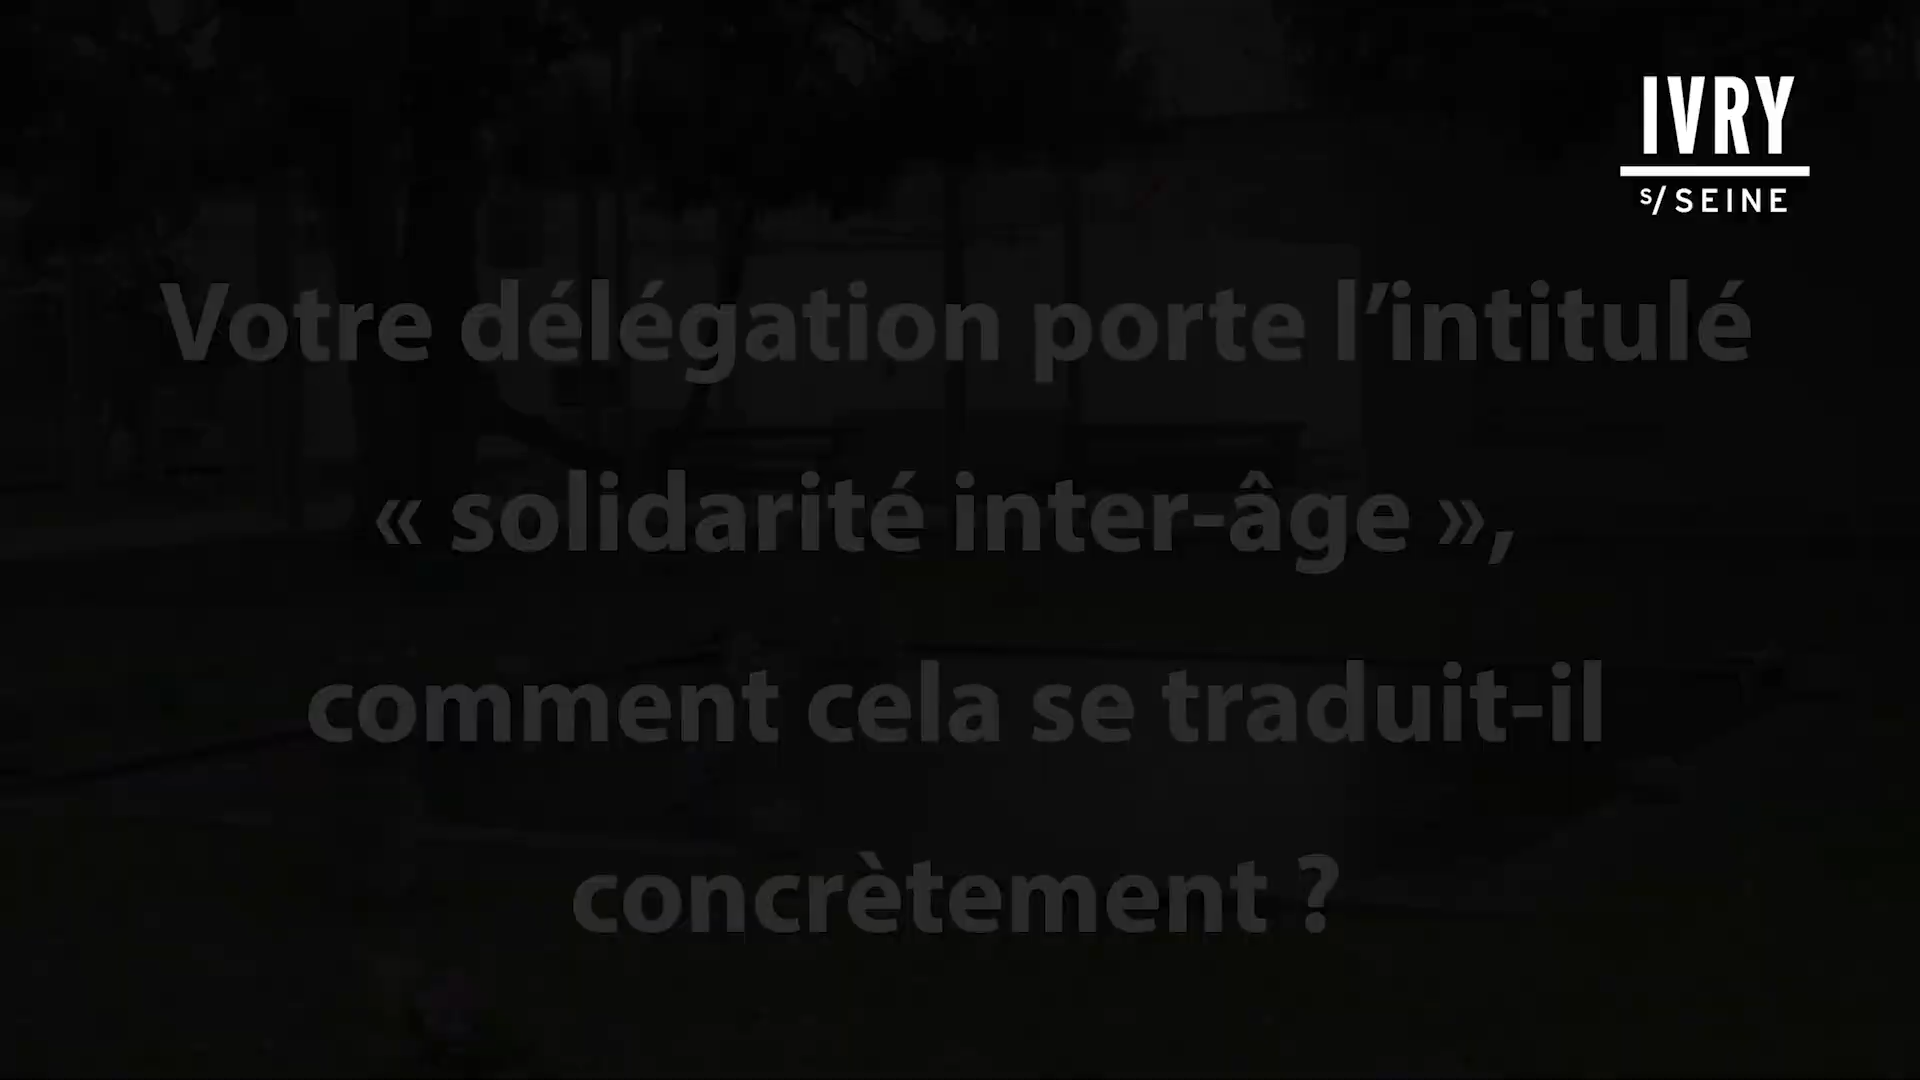 IVRY
s/ SEINE
Votre délégation porte l’intitulé
« solidarité inter-âge »,
comment cela se traduit-il
concrètement ?